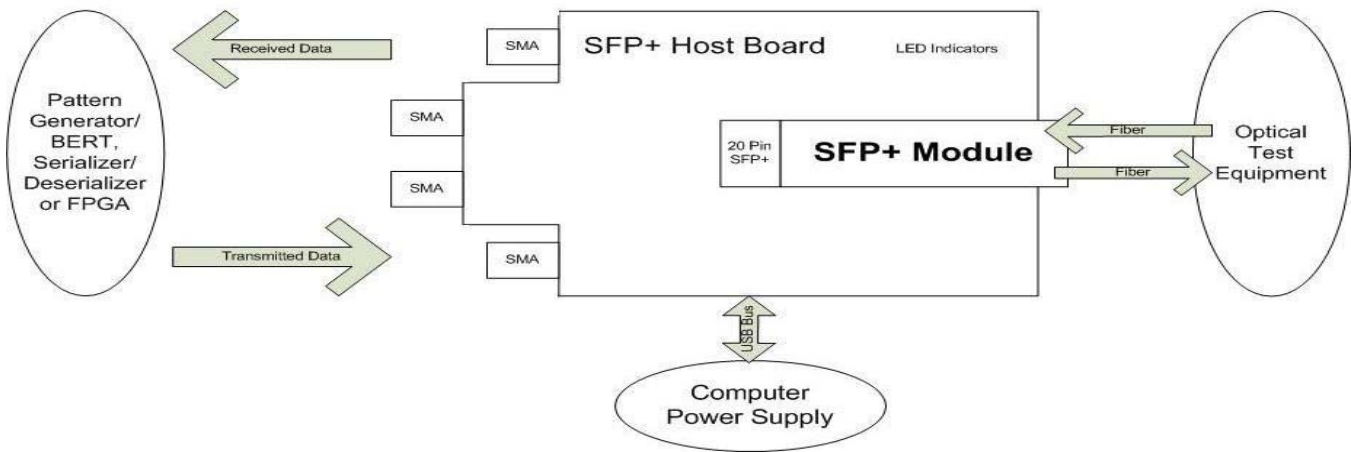 Received Data
SMA
SFP+ Host Board
LED Indicators
Pattern
Generator/
BERT,
Serializer/
Deserializer
or FPGA
SMA
SMA
20 Pin
SFP+
SFP+ Module
Fiber
Fiber
Optical
Test
Equipment
Transmitted Data
SMA
USB Bus
Computer
Power Supply